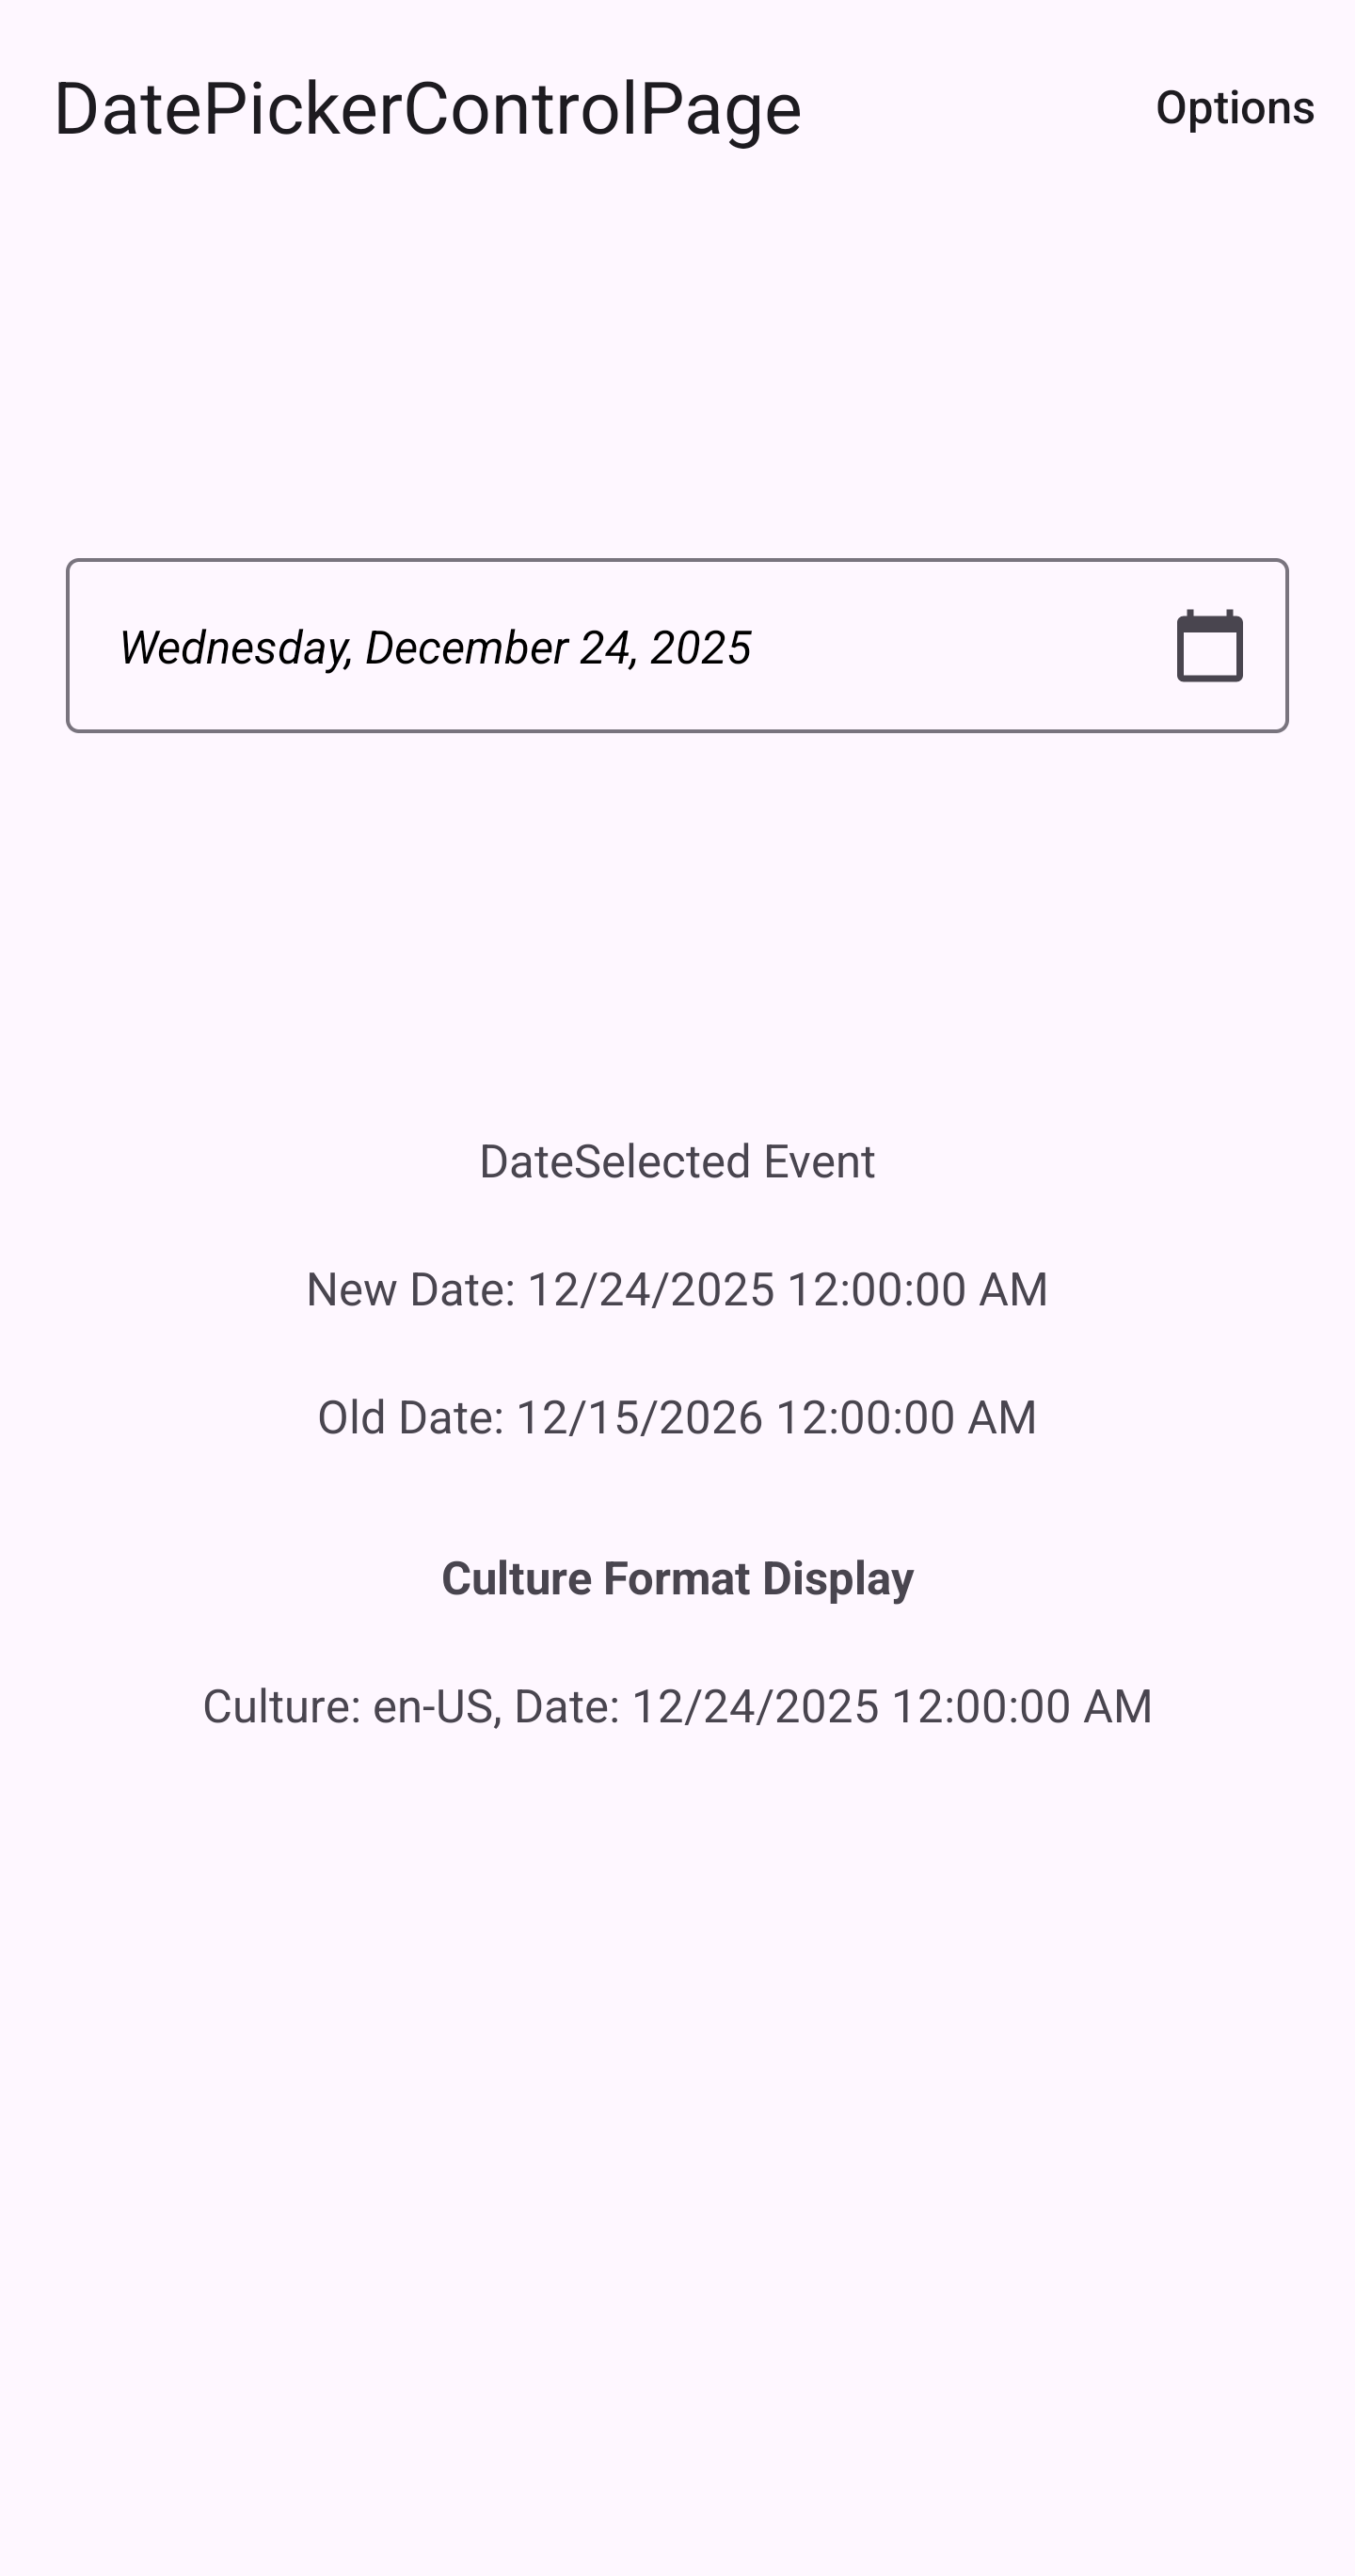 DatePickerControlPage
Options
Wednesday, December 24, 2025
DateSelected Event
New Date: 12/24/2025 12:00:00 AM
Old Date: 12/15/2026 12:00:00 AM
Culture Format Display
Culture: en-US, Date: 12/24/2025 12:00:00 AM